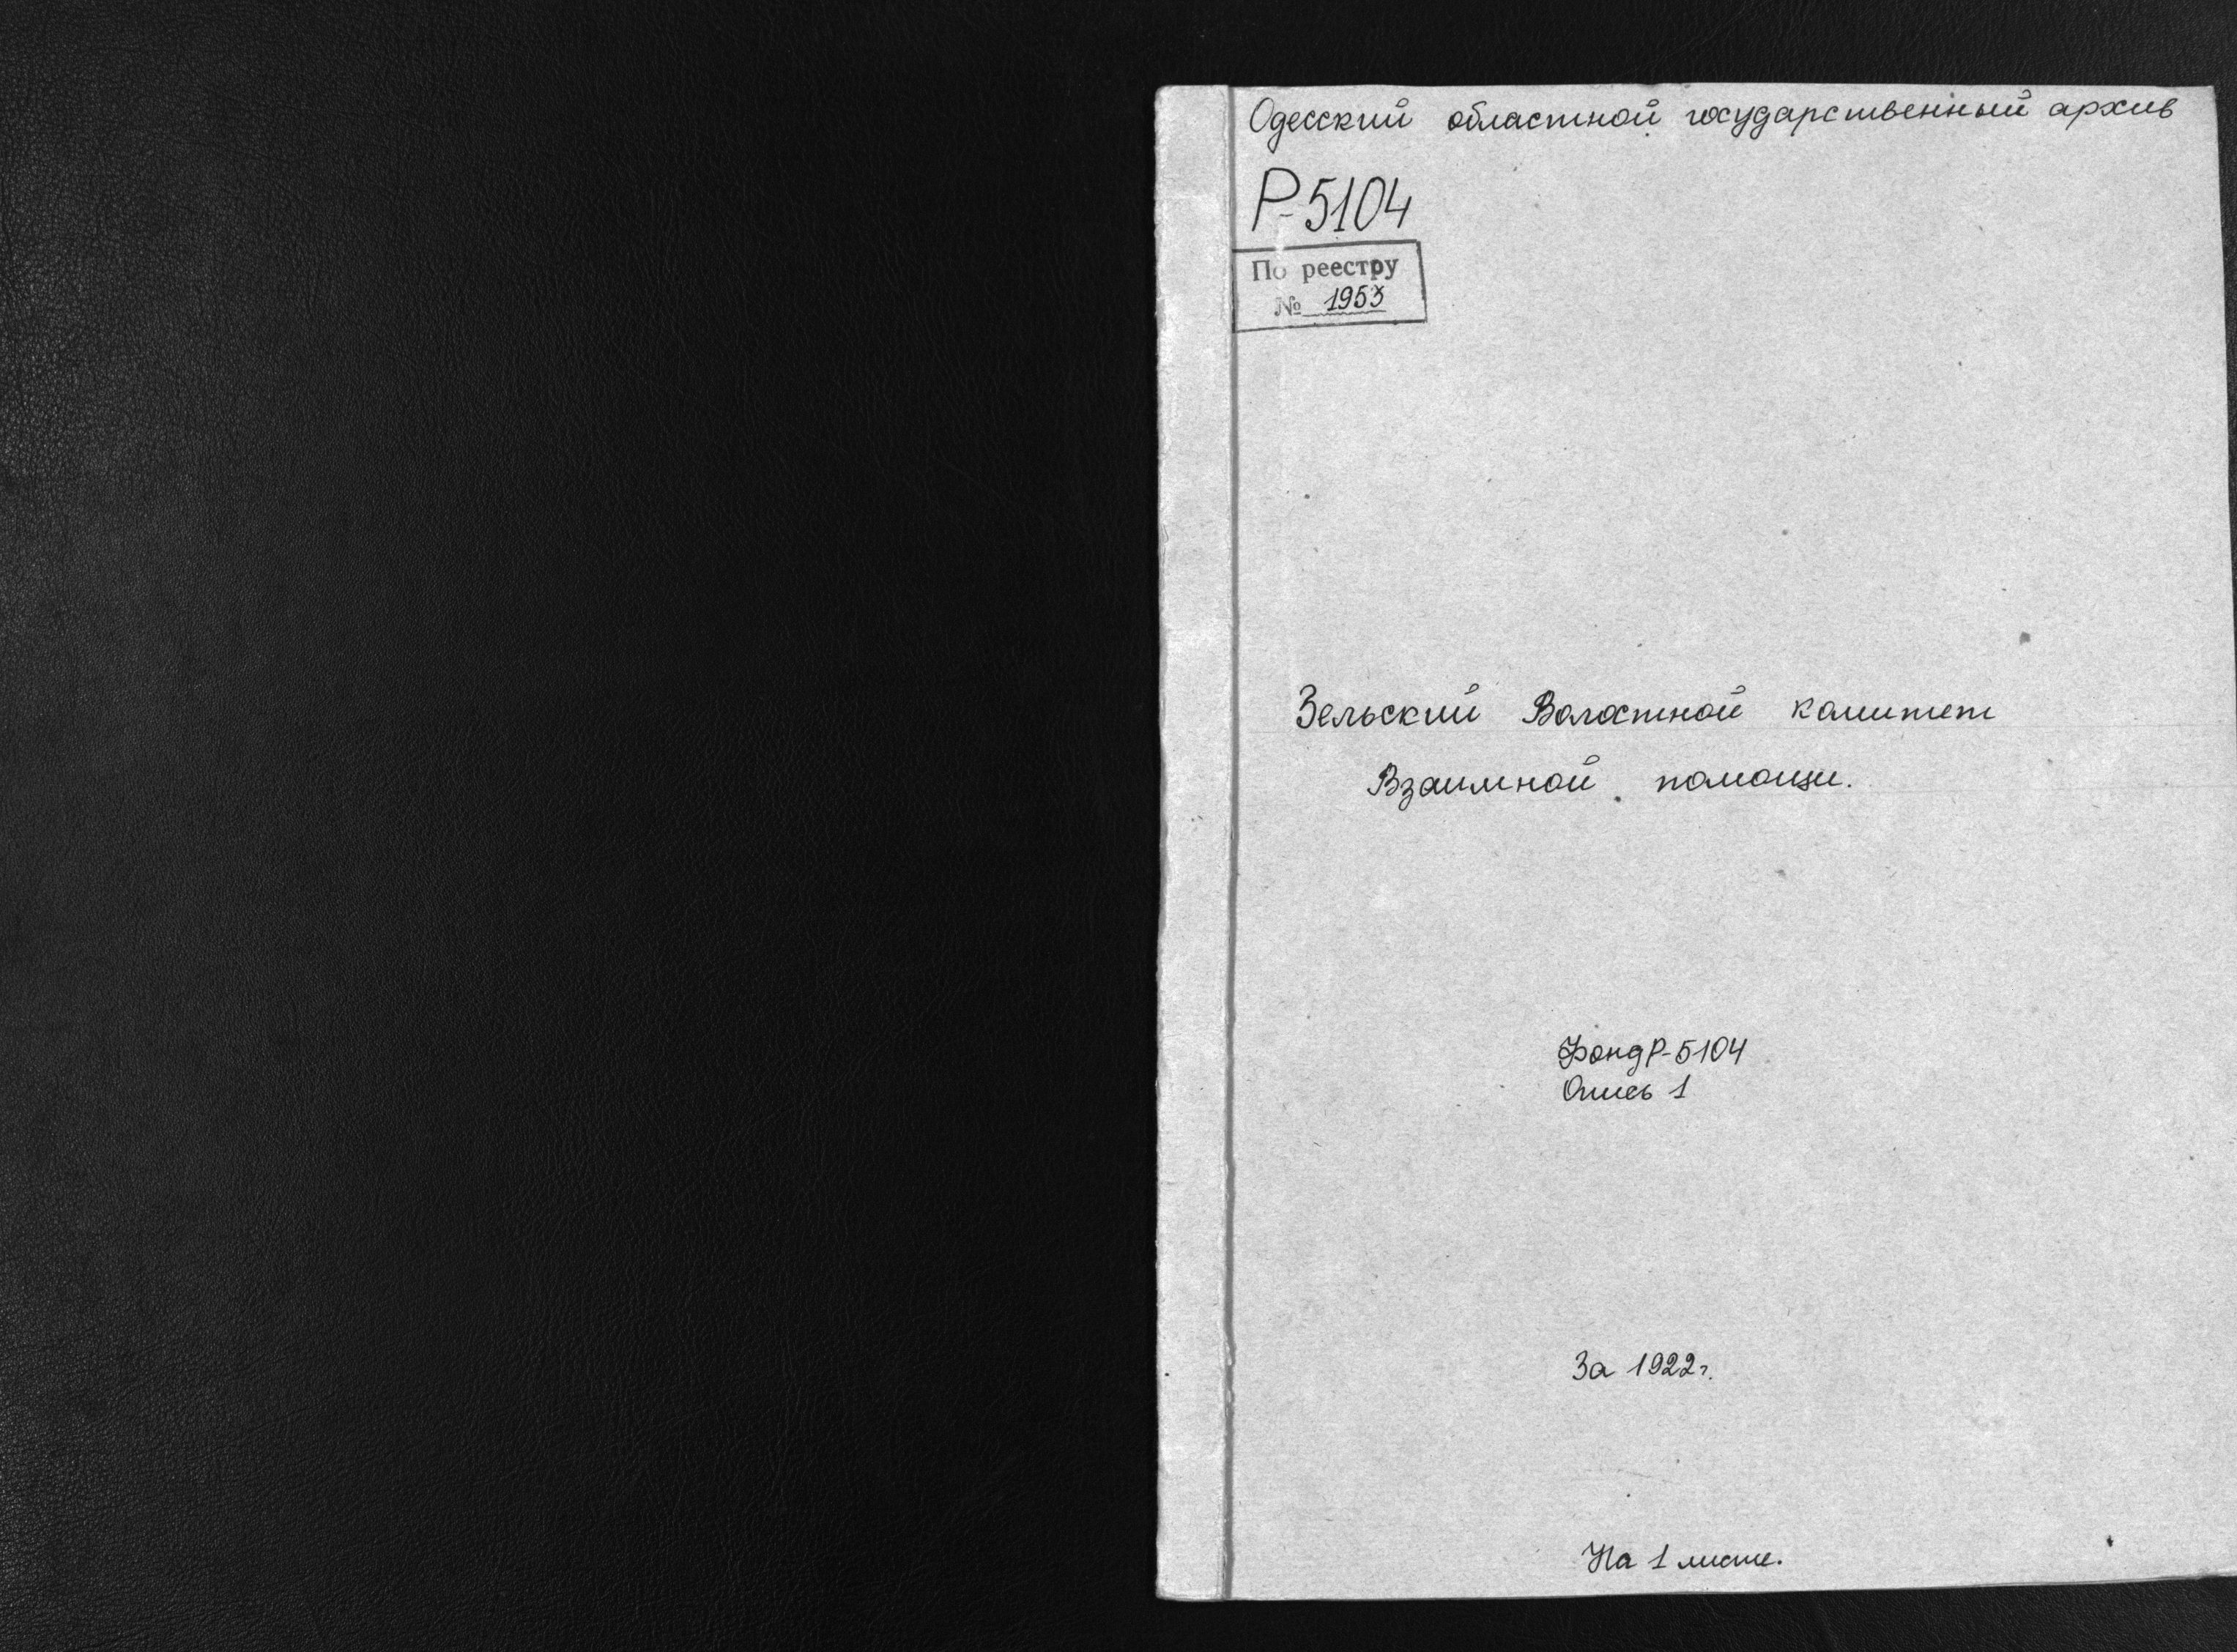 Одесский областной государственный архив
Р-5104
По реестру
№ 1953
Зельский Волостной комитет
Взаимной помощи.
Фонд Р-5104
Опись 1
За 1922г.
На 1 листе.